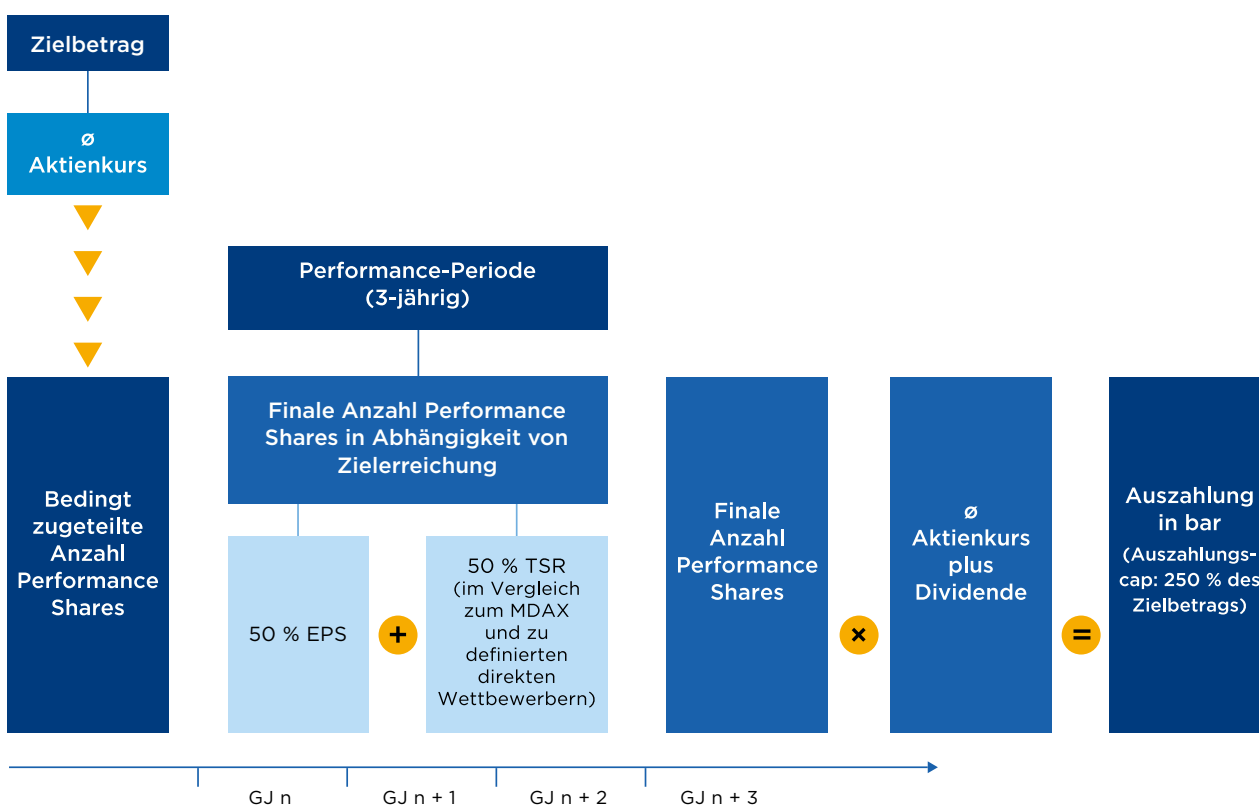 Zielbetrag
ø
Aktienkurs
Performance-Periode
(3-jährig)
Bedingt
zugeteilte
Anzahl
Performance
Shares
Finale Anzahl Performance
Shares in Abhängigkeit von
Zielerreichung
50 % EPS
+
50 % TSR
(im Vergleich
zum MDAX
und zu
definierten
direkten
Wettbewerbern)
Finale
Anzahl
Performance
Shares
×
ø
Aktienkurs
plus
Dividende
=
Auszahlung
in bar
(Auszahlungs-
cap: 250 % des
Zielbetrags)
GJ n
GJ n + 1
GJ n + 2
GJ n + 3